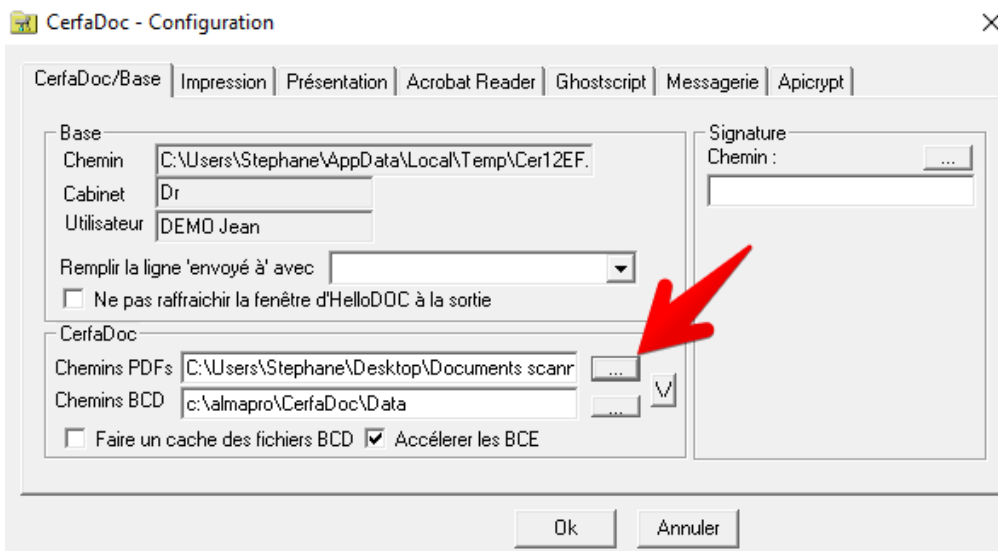 CerfaDoc - Configuration
CerfaDoc/Base Impression Présentation Acrobat Reader Ghostscript Messagerie Apicrypt
Base
Chemin C:\Users\Stephane\AppData\Local\Temp\Cer12EF.
Cabinet Dr
Utilisateur DEMO Jean
Remplir la ligne 'envoyé à' avec
Ne pas raffraichir la fenêtre d'HelloDOC à la sortie
Signature
Chemin : ...
CerfaDoc
Chemins PDFs C:\Users\Stephane\Desktop\Documents scanr ...
Chemins BCD c:\almapro\CerfaDoc\Data ... V
Faire un cache des fichiers BCD Accélerer les BCE
Ok Annuler